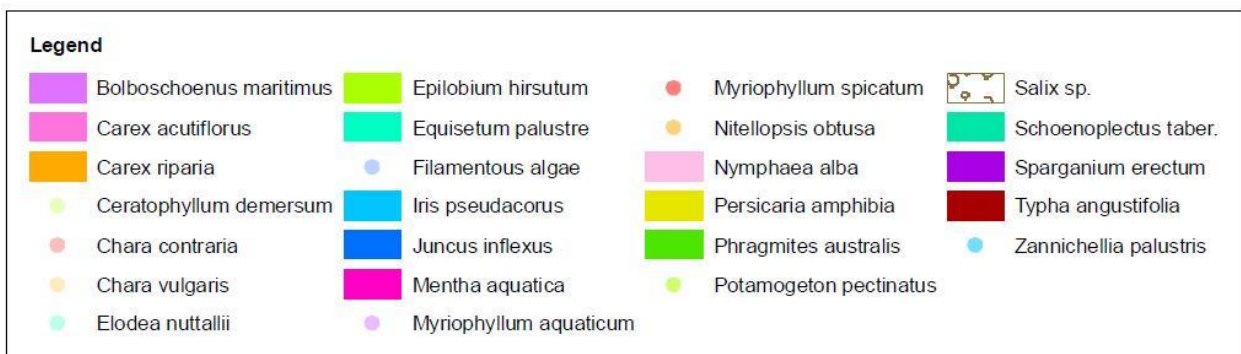 Legend
Bolboschoenus maritimus
Carex acutiflorus
Carex riparia
Ceratophyllum demersum
Chara contraria
Chara vulgaris
Elodea nuttallii
Epilobium hirsutum
Equisetum palustre
Filamentous algae
Iris pseudacorus
Juncus inflexus
Mentha aquatica
Myriophyllum aquaticum
Myriophyllum spicatum
Nitellopsis obtusa
Nymphaea alba
Persicaria amphibia
Phragmites australis
Potamogeton pectinatus
Salix sp.
Schoenoplectus taber.
Sparganium erectum
Typha angustifolia
Zannichellia palustris